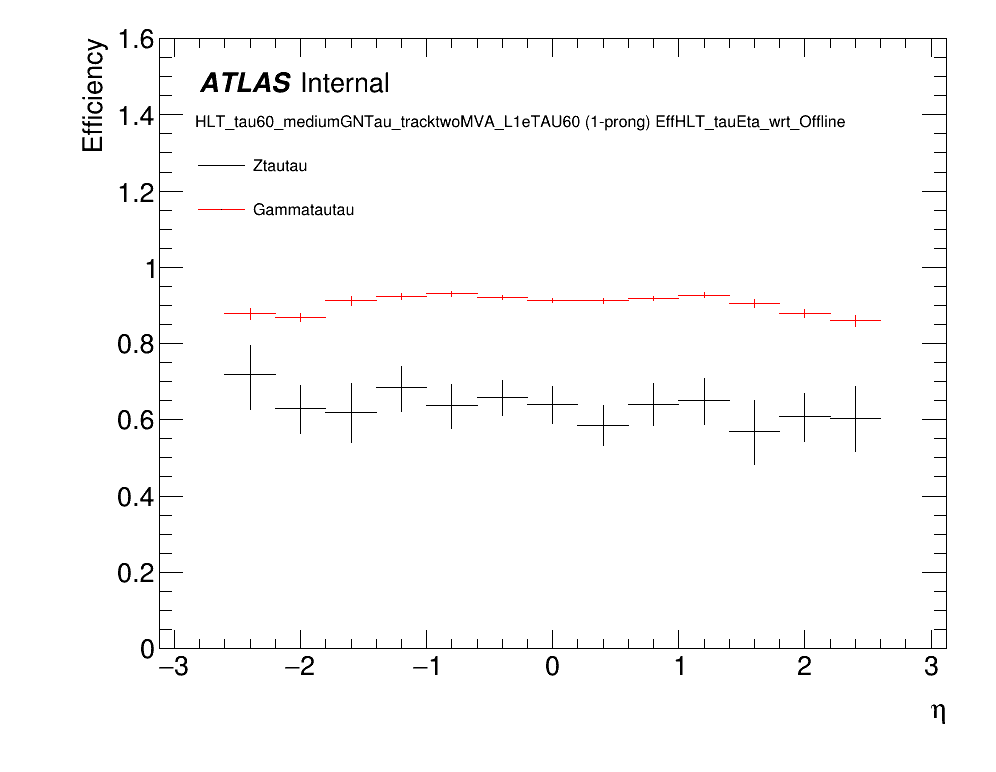 1.6
Efficiency
ATLAS Internal
1.4
HLT_tau60_mediumGNTau_tracktwoMVA_L1eTAU60 (1-prong) EffHLT_tauEta_wrt_Offline
Ztautau
1.2
Gammatautau
1
0.8
0.6
0.4
0.2
0
−3 −2 −1 0 1 2 3
η